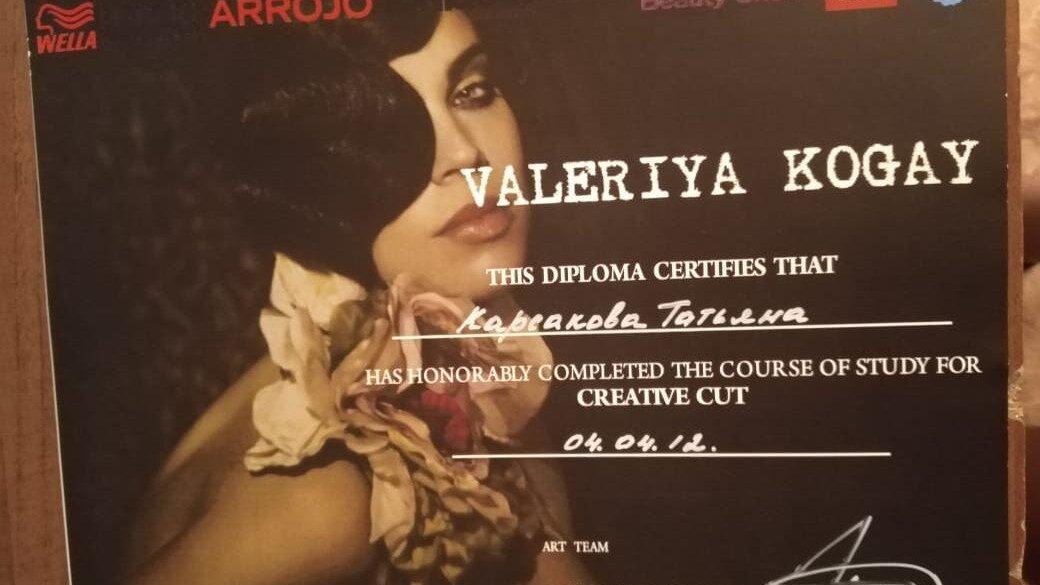 WELLA
ARROJO
VALERIYA KOGAY
THIS DIPLOMA CERTIFIES THAT
Карсакова Татьяна
HAS HONORABLY COMPLETED THE COURSE OF STUDY FOR
CREATIVE CUT
04.04.12.
ART TEAM